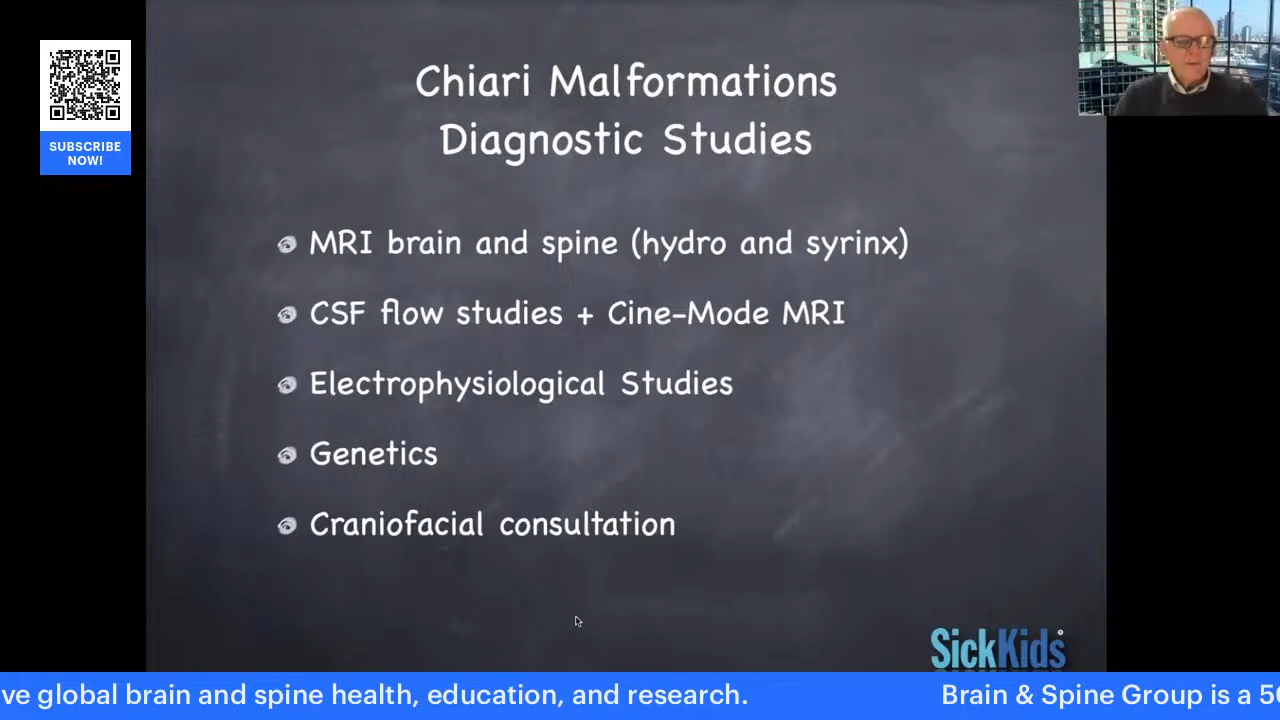 SUBSCRIBE
NOW!
Chiari Malformations
Diagnostic Studies
MRI brain and spine (hydro and syrinx)
CSF flow studies + Cine-Mode MRI
Electrophysiological Studies
Genetics
Craniofacial consultation
SickKids
ve global brain and spine health, education, and research. Brain & Spine Group is a 50